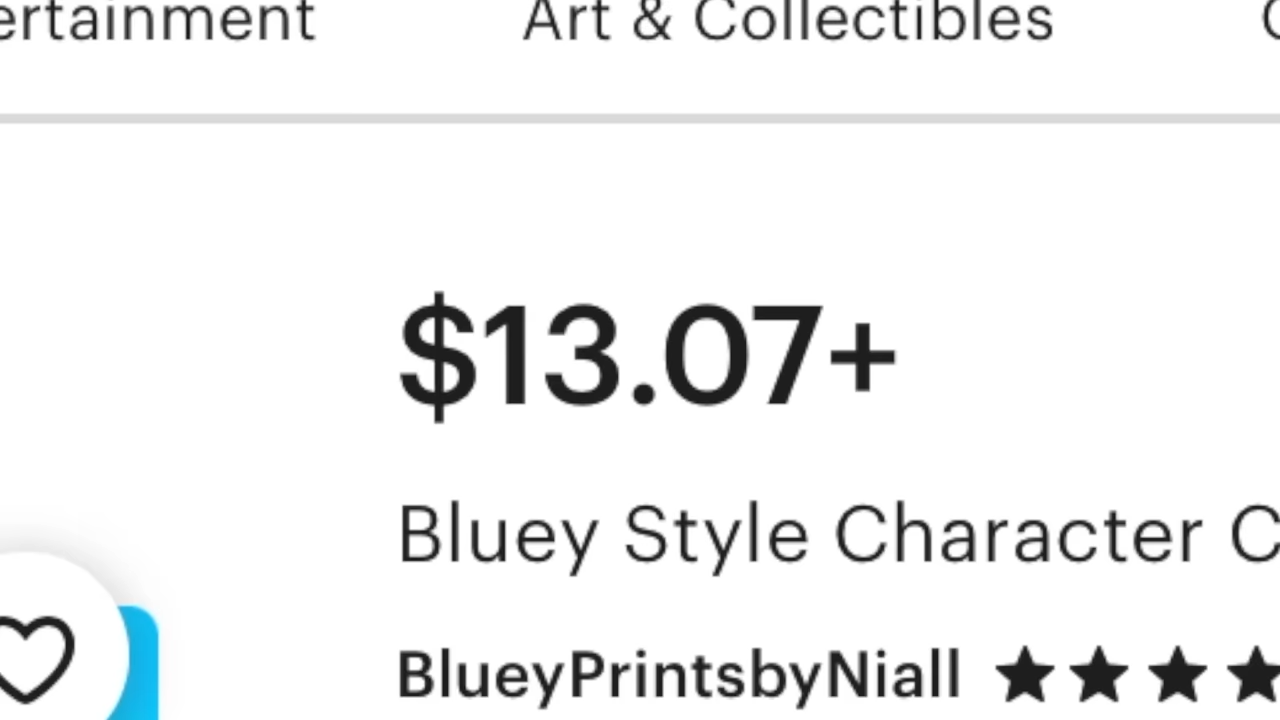 ertainment Art & Collectibles
$13.07+
Bluey Style Character C
BlueyPrintsbyNiall ★★★★